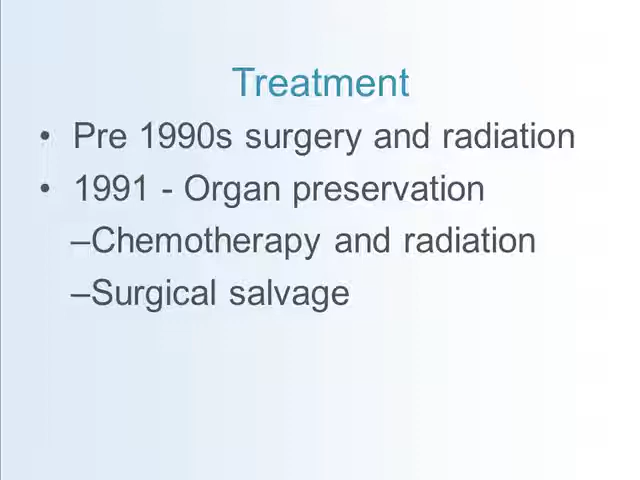 Treatment
• Pre 1990s surgery and radiation
• 1991 - Organ preservation
–Chemotherapy and radiation
–Surgical salvage